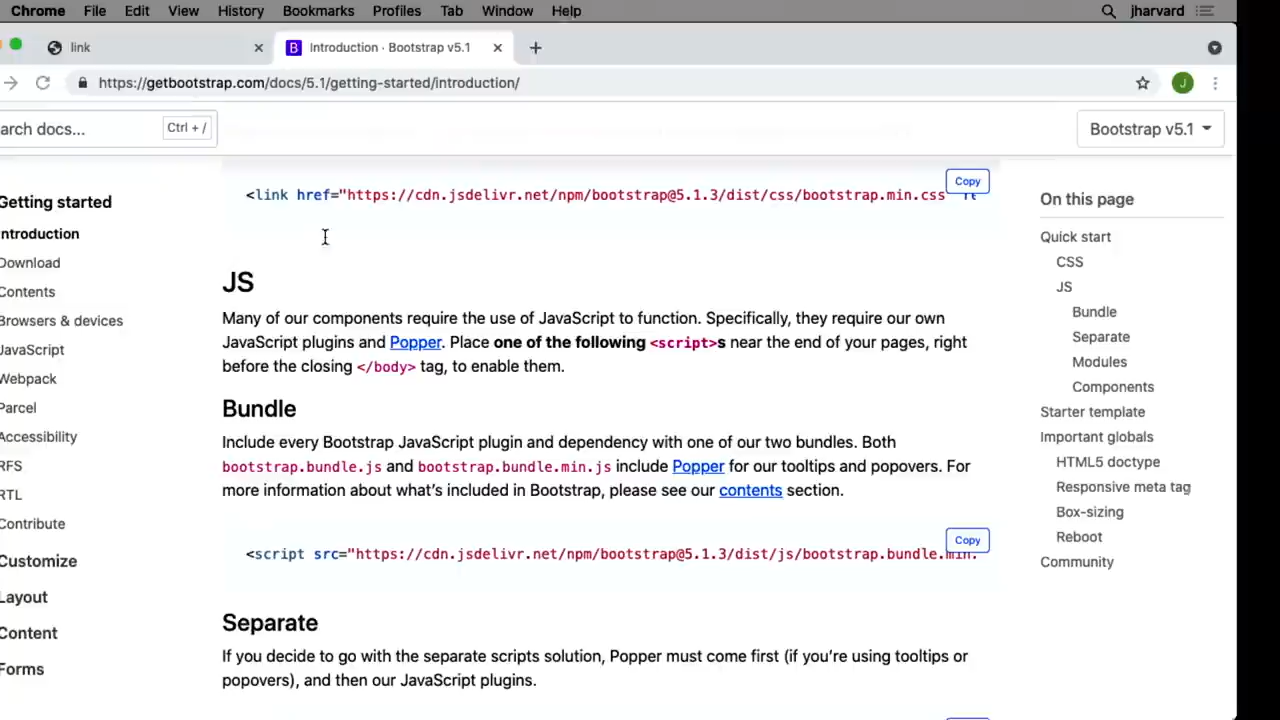 Chrome File Edit View History Bookmarks Profiles Tab Window Help jharvard
link Introduction · Bootstrap v5.1
https://getbootstrap.com/docs/5.1/getting-started/introduction/
arch docs... Ctrl + / Bootstrap v5.1
Getting started
ntroduction
Download
Contents
Browsers & devices
JavaScript
Webpack
Parcel
Accessibility
RFS
RTL
Contribute
Customize
Layout
Content
Forms
Copy
<link href="https://cdn.jsdelivr.net/npm/bootstrap@5.1.3/dist/css/bootstrap.min.css"
JS
Many of our components require the use of JavaScript to function. Specifically, they require our own
JavaScript plugins and Popper. Place one of the following <script>s near the end of your pages, right
before the closing </body> tag, to enable them.
Bundle
Include every Bootstrap JavaScript plugin and dependency with one of our two bundles. Both
bootstrap.bundle.js and bootstrap.bundle.min.js include Popper for our tooltips and popovers. For
more information about what's included in Bootstrap, please see our contents section.
Copy
<script src="https://cdn.jsdelivr.net/npm/bootstrap@5.1.3/dist/js/bootstrap.bundle.min.
Separate
If you decide to go with the separate scripts solution, Popper must come first (if you're using tooltips or
popovers), and then our JavaScript plugins.
On this page
Quick start
CSS
JS
Bundle
Separate
Modules
Components
Starter template
Important globals
HTML5 doctype
Responsive meta tag
Box-sizing
Reboot
Community